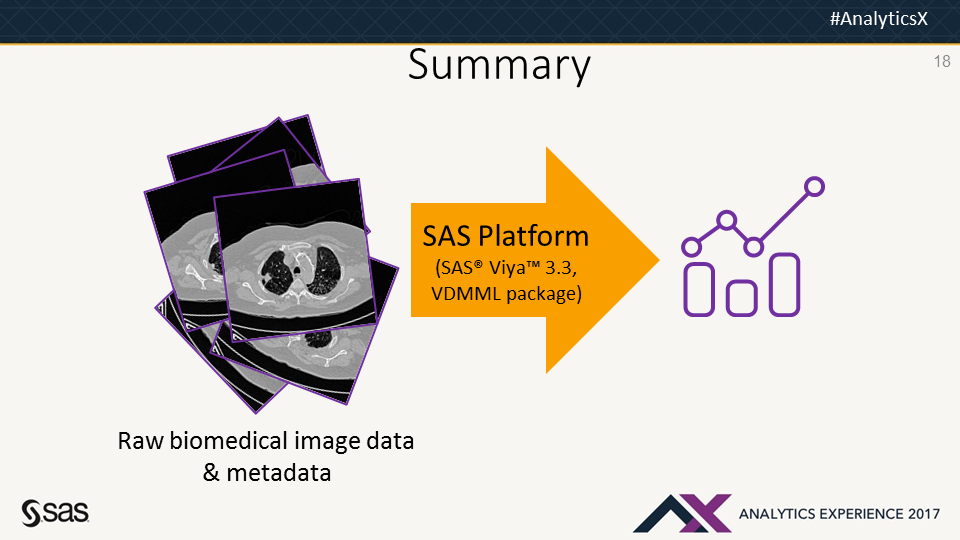 #AnalyticsX
Summary
18
SAS Platform
(SAS® Viya™ 3.3,
VDMML package)
Raw biomedical image data
& metadata
sas
ANALYTICS EXPERIENCE 2017